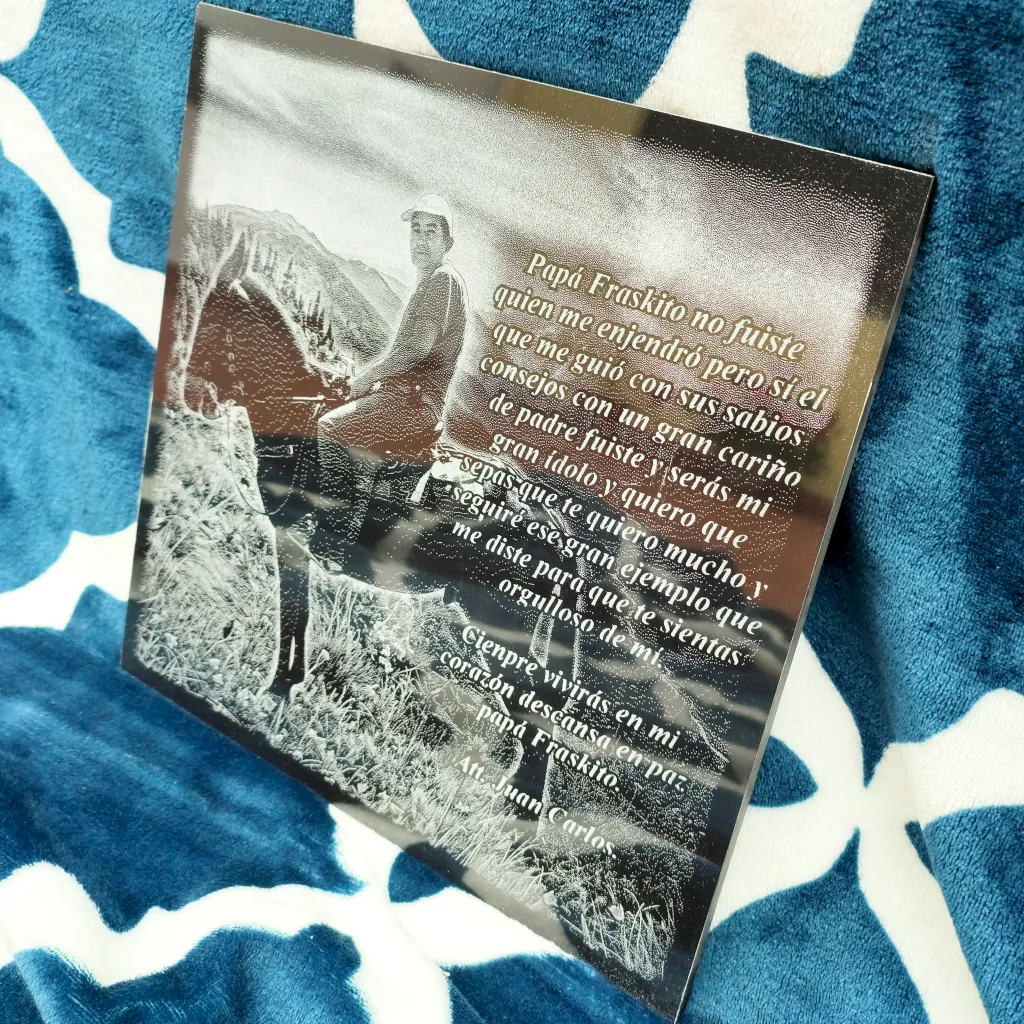 Papá Fraskito no fuiste
quien me enjendró pero sí el
que me guió con sus sabios
consejos con un gran cariño
de padre fuiste y serás mi
gran ídolo y quiero que
sepas que te quiero mucho y
seguiré ese gran ejemplo que
me diste para que te sientas
orgulloso de mi.
Cienpre vivirás en mi
corazón descansa en paz.
papá Fraskito.
Att. Juan Carlos.